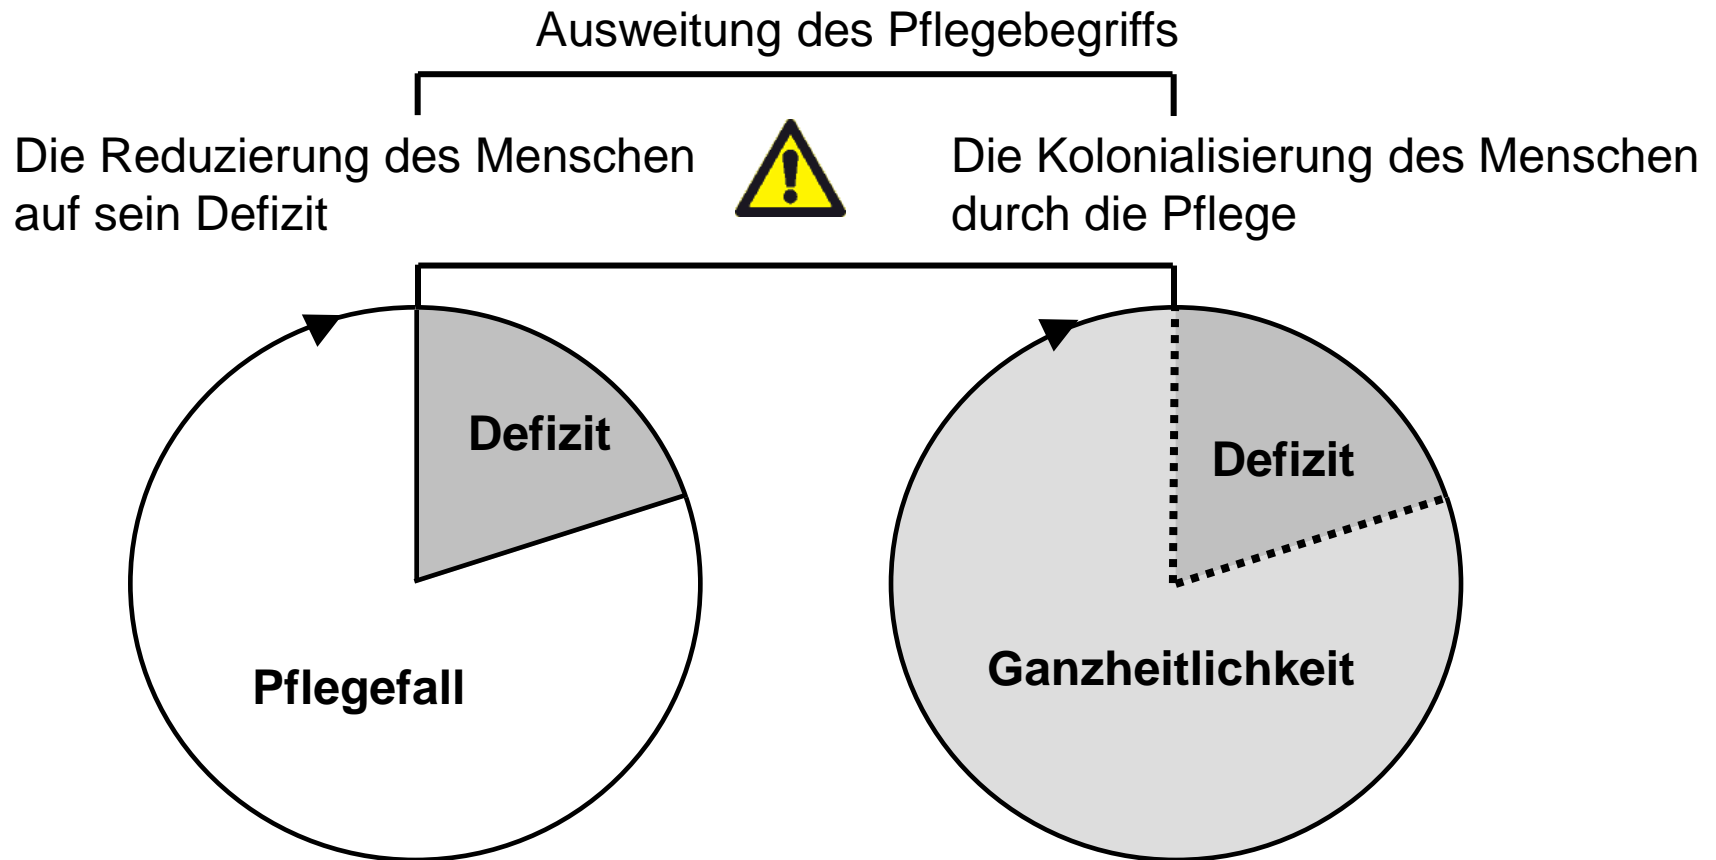 Ausweitung des Pflegebegriffs
Die Reduzierung des Menschen
auf sein Defizit
Die Kolonialisierung des Menschen
durch die Pflege
Defizit
Pflegefall
Defizit
Ganzheitlichkeit